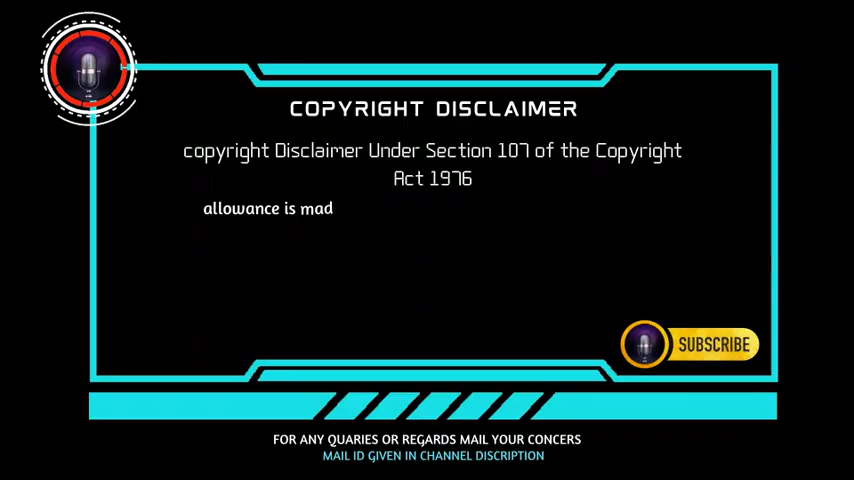 COPYRIGHT DISCLAIMER
copyright Disclaimer Under Section 107 of the Copyright
Act 1976
allowance is mad
SUBSCRIBE
FOR ANY QUARIES OR REGARDS MAIL YOUR CONCERS
MAIL ID GIVEN IN CHANNEL DISCRIPTION